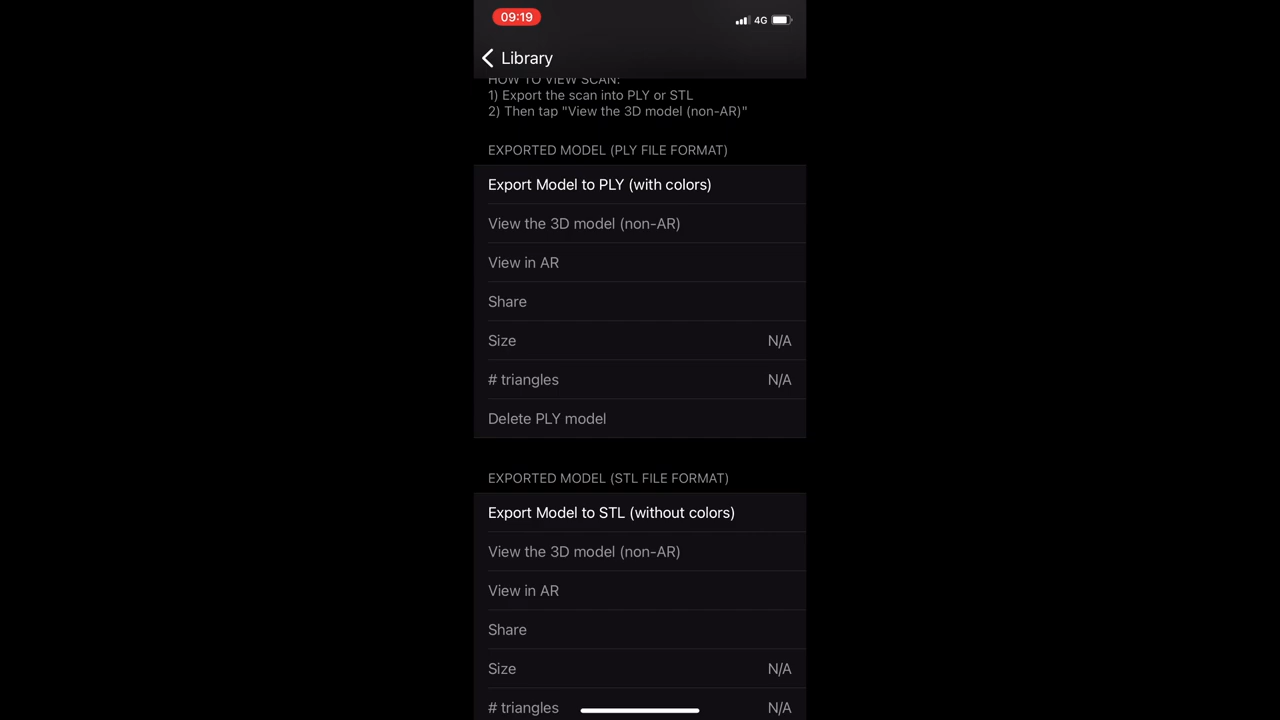 09:19
4G
Library
HOW TO VIEW SCAN:
1) Export the scan into PLY or STL
2) Then tap "View the 3D model (non-AR)"
EXPORTED MODEL (PLY FILE FORMAT)
Export Model to PLY (with colors)
View the 3D model (non-AR)
View in AR
Share
Size N/A
# triangles N/A
Delete PLY model
EXPORTED MODEL (STL FILE FORMAT)
Export Model to STL (without colors)
View the 3D model (non-AR)
View in AR
Share
Size N/A
# triangles N/A